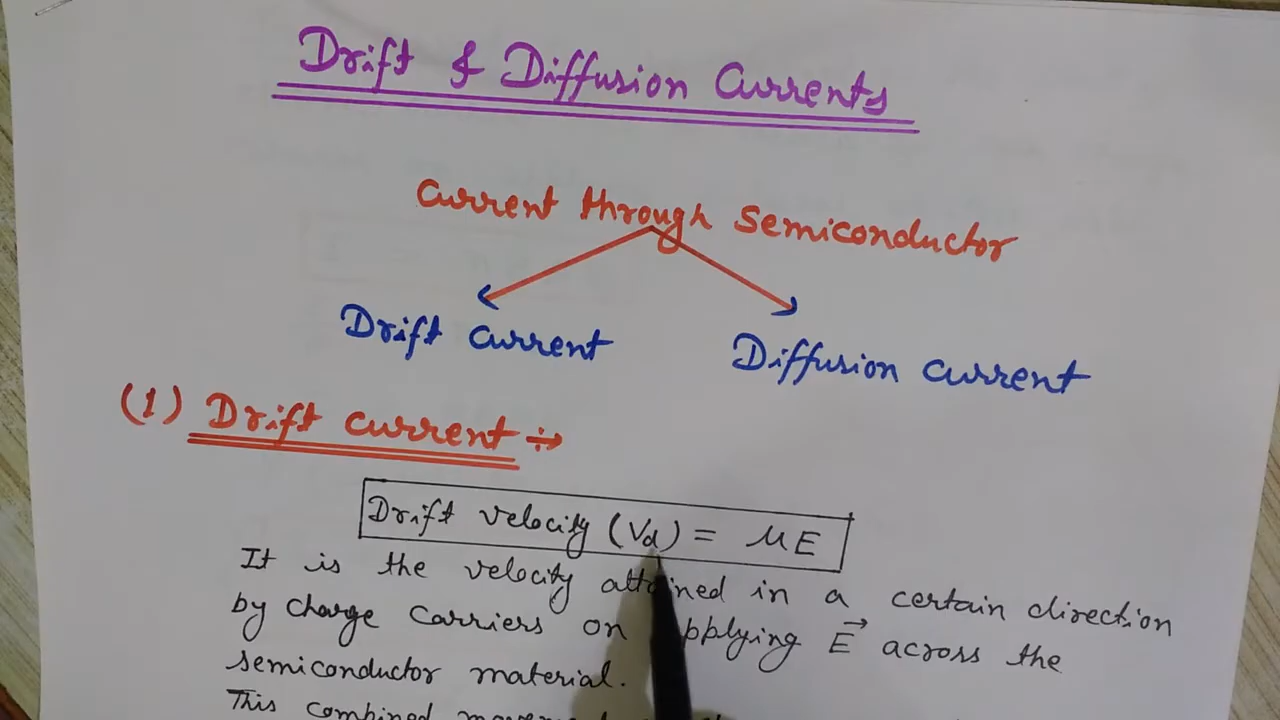 Drift & Diffusion Currents
Current through Semiconductor
Drift Current
Diffusion Current
(1) Drift Current :→
Drift velocity (Vd) = μE
It is the velocity attained in a certain direction
by charge carriers on applying E⃗ across the
semiconductor material.
This combined